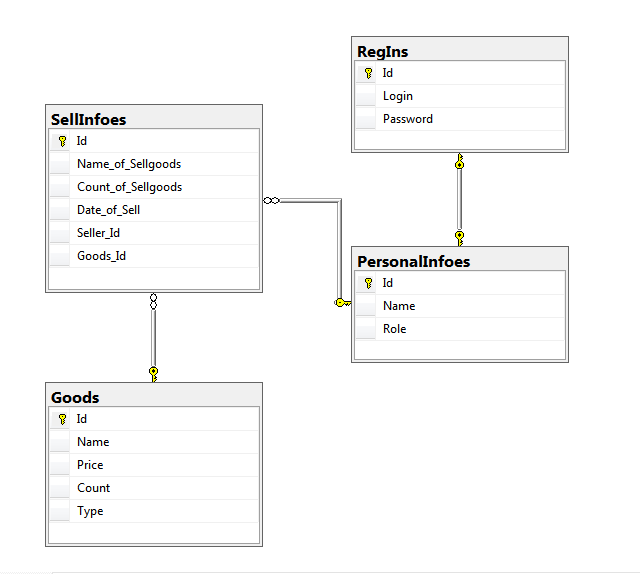 SellInfoes
Id
Name_of_Sellgoods
Count_of_Sellgoods
Date_of_Sell
Seller_Id
Goods_Id
RegIns
Id
Login
Password
PersonalInfoes
Id
Name
Role
Goods
Id
Name
Price
Count
Type